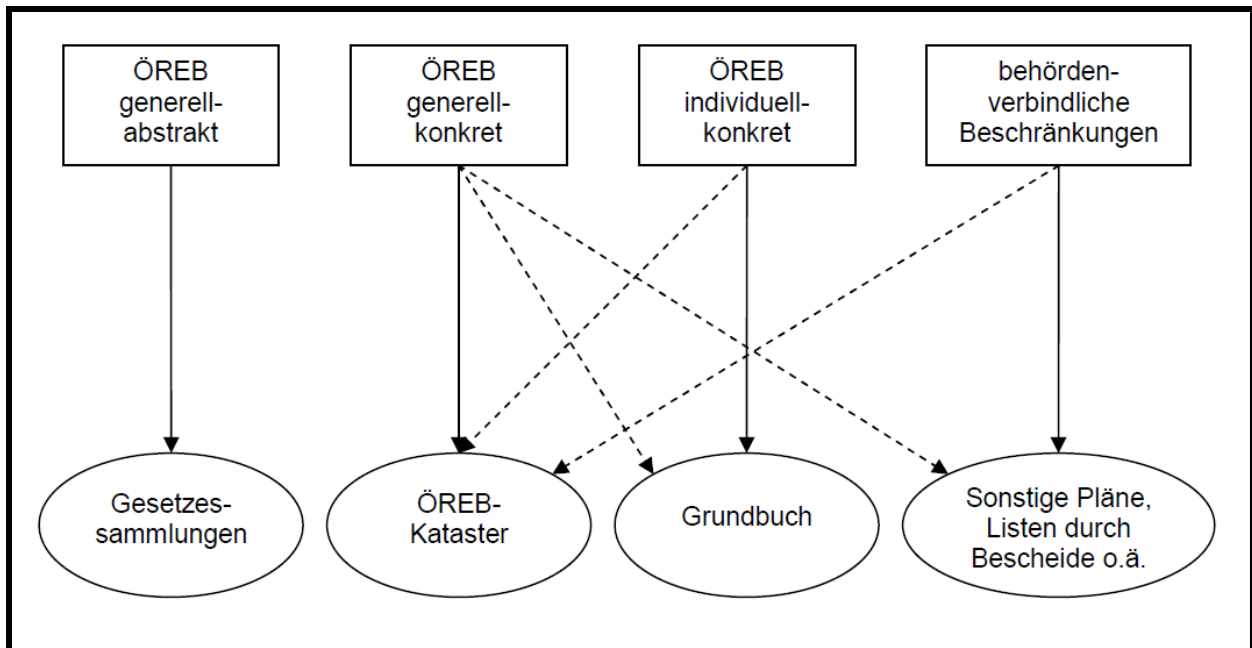 ÖREB
generell-
abstrakt
ÖREB
generell-
konkret
ÖREB
individuell-
konkret
behörden-
verbindliche
Beschränkungen
Gesetzes-
sammlungen
ÖREB-
Kataster
Grundbuch
Sonstige Pläne,
Listen durch
Bescheide o.ä.